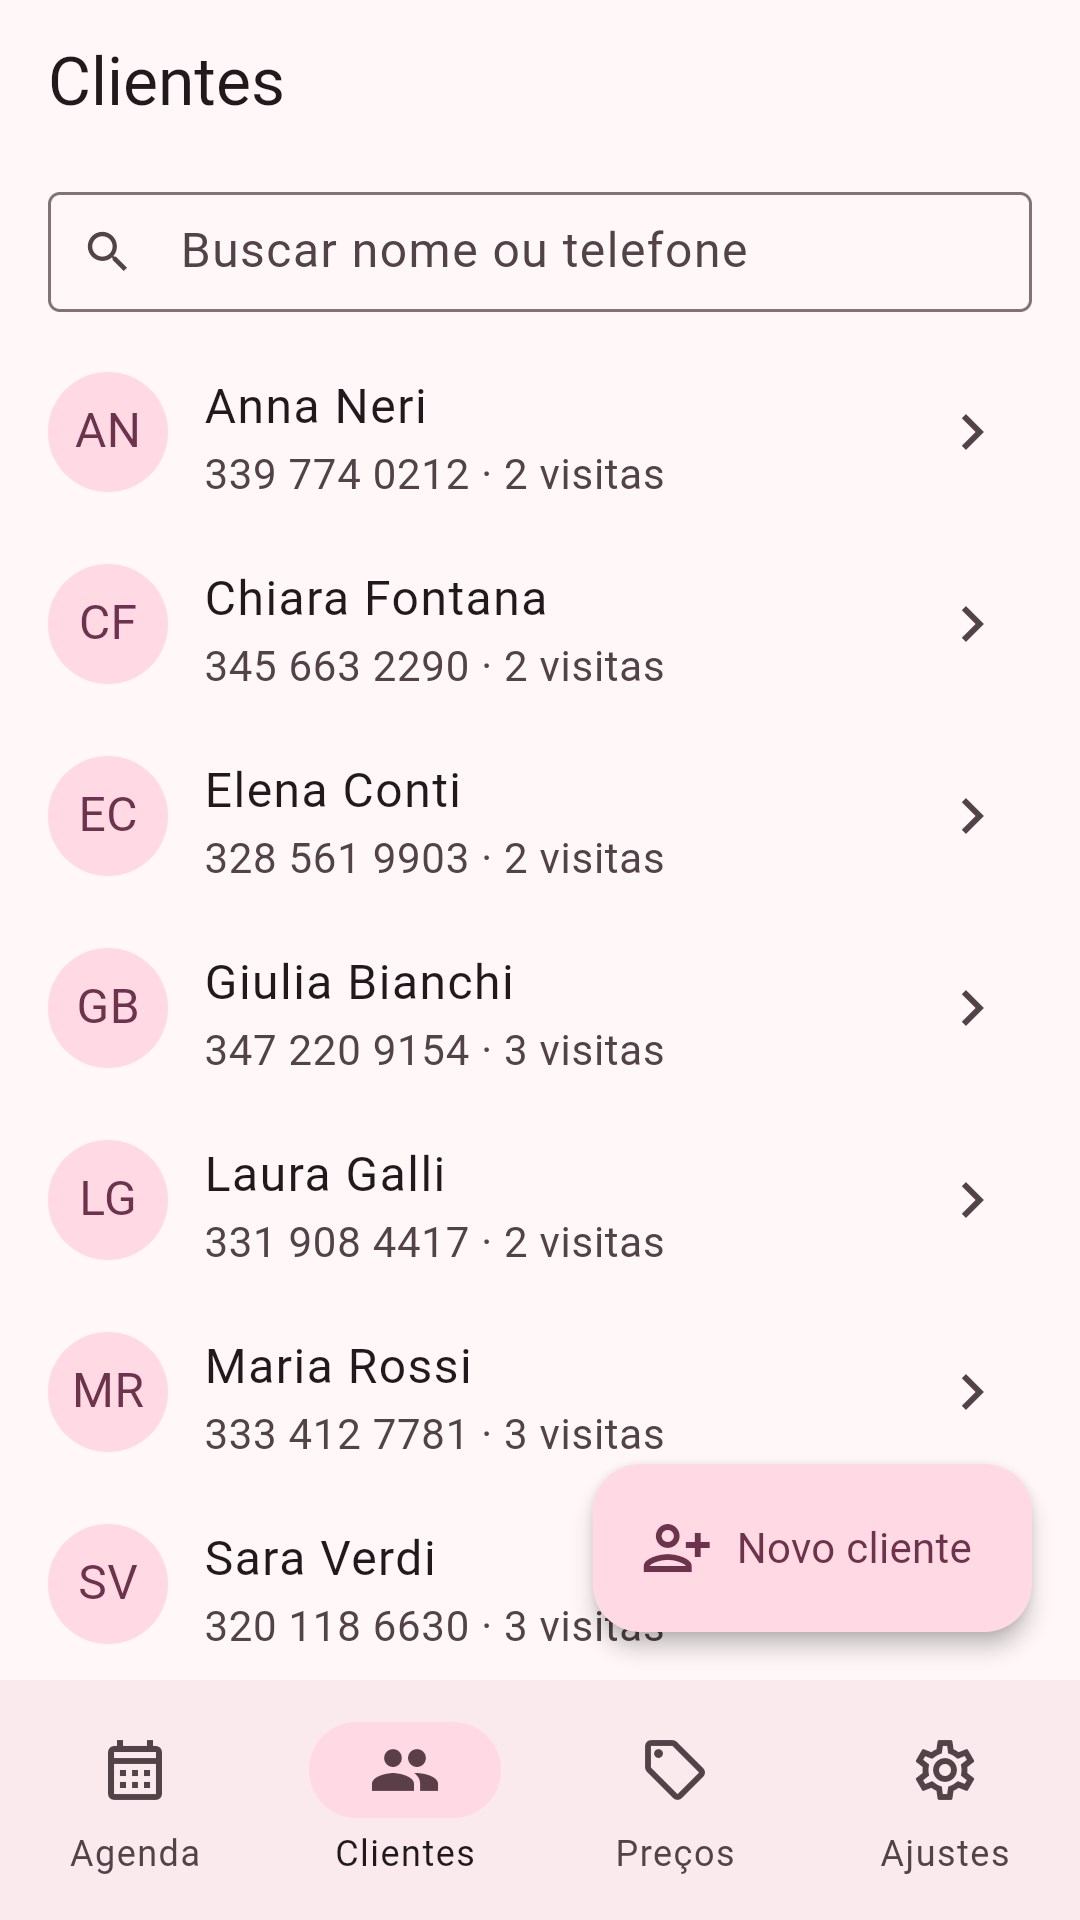 Clientes
Buscar nome ou telefone
AN
Anna Neri
339 774 0212 · 2 visitas
CF
Chiara Fontana
345 663 2290 · 2 visitas
EC
Elena Conti
328 561 9903 · 2 visitas
GB
Giulia Bianchi
347 220 9154 · 3 visitas
LG
Laura Galli
331 908 4417 · 2 visitas
MR
Maria Rossi
333 412 7781 · 3 visitas
SV
Sara Verdi
320 118 6630 · 3 visitas
Novo cliente
Agenda
Clientes
Preços
Ajustes